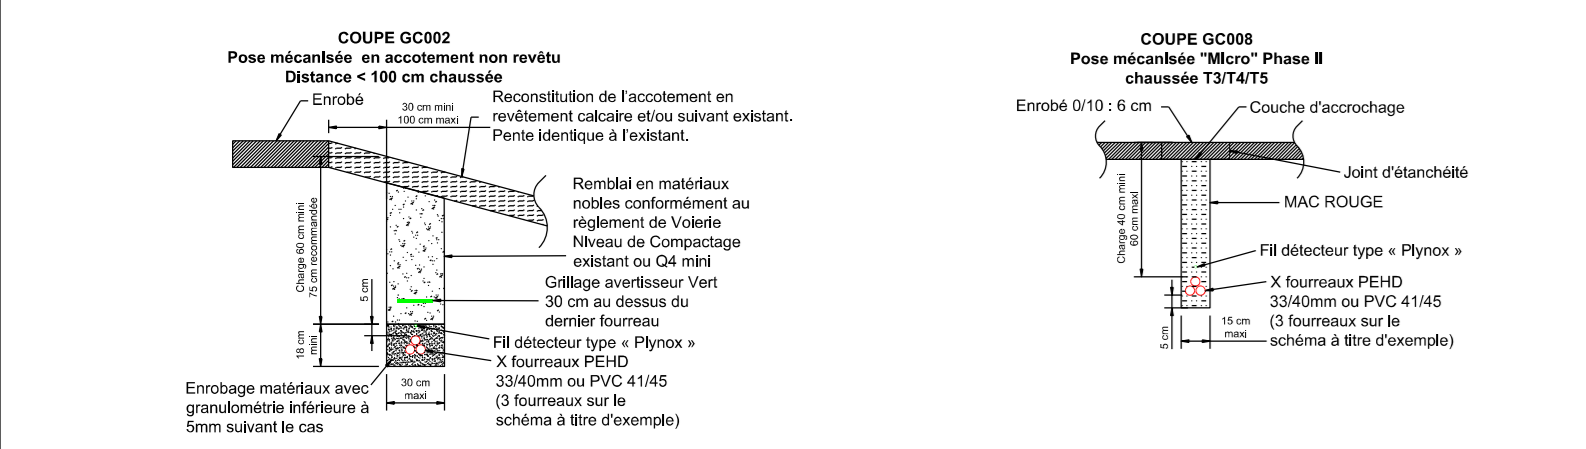 COUPE GC002
Pose mécanIsée en accotement non revêtu
Distance < 100 cm chaussée
Enrobé
30 cm mini
100 cm maxi
Reconstitution de l'accotement en
revêtement calcaire et/ou suivant existant.
Pente identique à l'existant.
Charge 60 cm mini
75 cm recommandée
Remblai en matériaux
nobles conformément au
règlement de Voierie
NIveau de Compactage
existant ou Q4 mini
5 cm
Grillage avertisseur Vert
30 cm au dessus du
dernier fourreau
18 cm
mini
Fil détecteur type « Plynox »
X fourreaux PEHD
33/40mm ou PVC 41/45
(3 fourreaux sur le
schéma à titre d'exemple)
30 cm
maxi
Enrobage matériaux avec
granulométrie inférieure à
5mm suivant le cas
COUPE GC008
Pose mécanIsée "MIcro" Phase II
chaussée T3/T4/T5
Enrobé 0/10 : 6 cm
Couche d'accrochage
Joint d'étanchéité
MAC ROUGE
Charge 40 cm mini
60 cm maxi
Fil détecteur type « Plynox »
X fourreaux PEHD
33/40mm ou PVC 41/45
(3 fourreaux sur le
schéma à titre d'exemple)
5 cm
15 cm
maxi